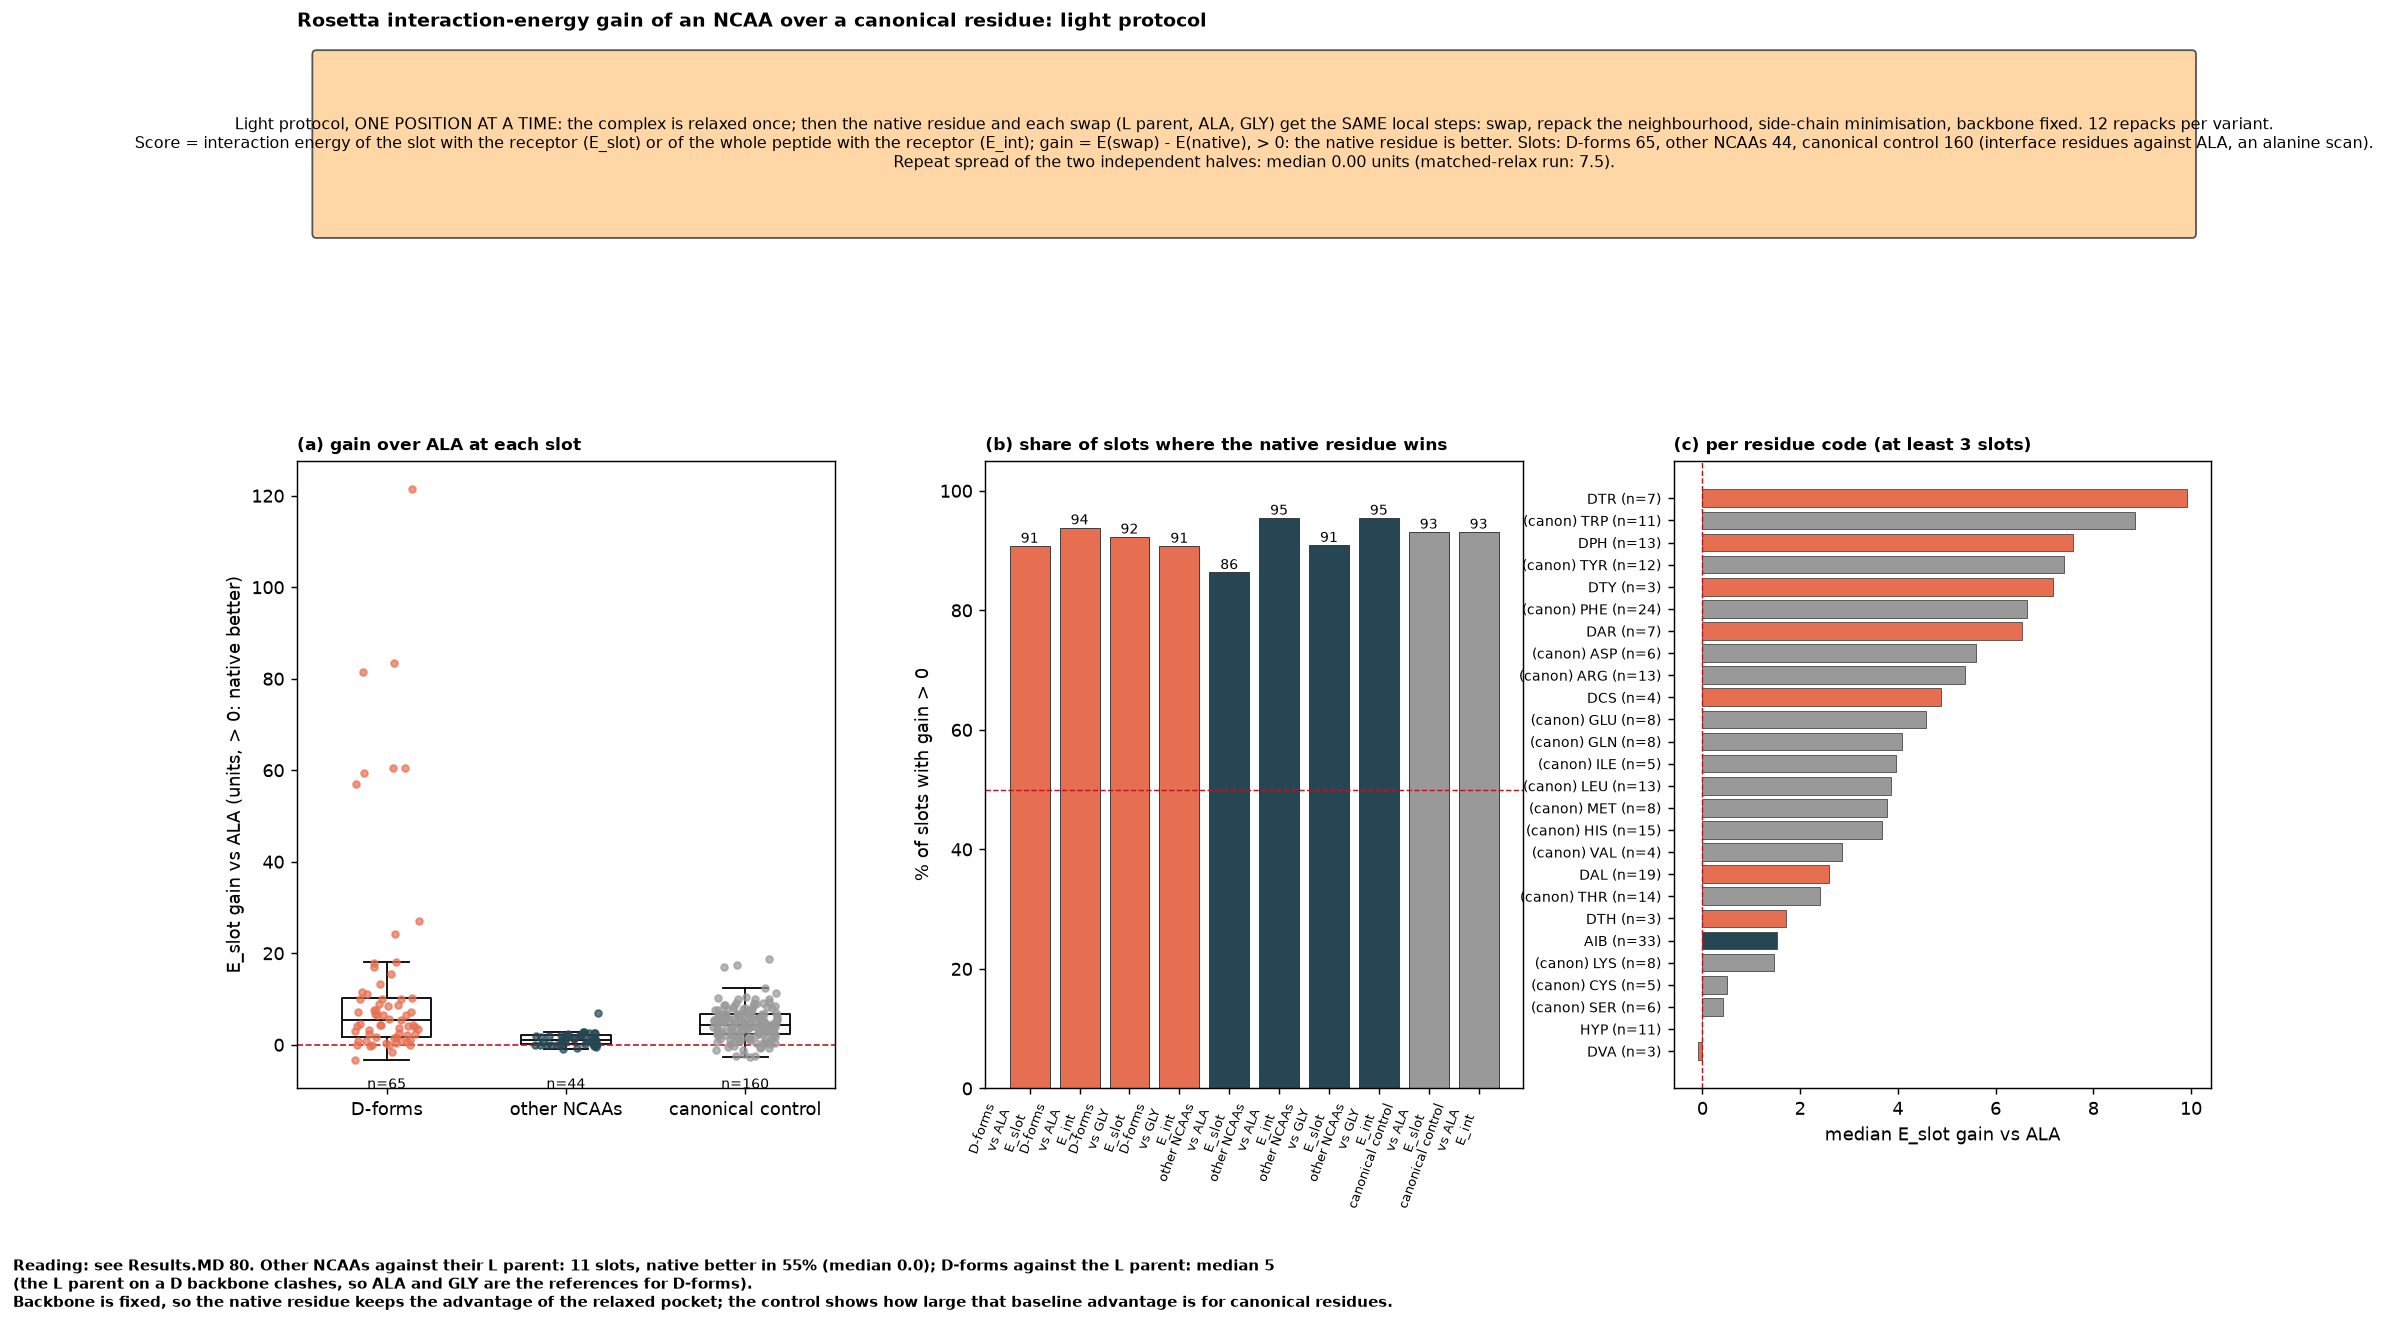 Rosetta interaction-energy gain of an NCAA over a canonical residue: light protocol
Light protocol, ONE POSITION AT A TIME: the complex is relaxed once; then the native residue and each swap (L parent, ALA, GLY) get the SAME local steps: swap, repack the neighbourhood, side-chain minimisation, backbone fixed. 12 repacks per variant.
Score = interaction energy of the slot with the receptor (E_slot) or of the whole peptide with the receptor (E_int); gain = E(swap) - E(native), > 0: the native residue is better. Slots: D-forms 65, other NCAAs 44, canonical control 160 (interface residues against ALA, an alanine scan).
Repeat spread of the two independent halves: median 0.00 units (matched-relax run: 7.5).
(a) gain over ALA at each slot
E_slot gain vs ALA (units, > 0: native better)
120
100
80
60
40
20
0
n=65
n=44
n=160
D-forms
other NCAAs
canonical control
(b) share of slots where the native residue wins
% of slots with gain > 0
100
80
60
40
20
0
91
94
92
91
86
95
91
95
93
93
D-forms
vs ALA
E_slot
D-forms
vs ALA
E_int
D-forms
vs GLY
E_slot
D-forms
vs GLY
E_int
other NCAAs
vs ALA
E_slot
other NCAAs
vs ALA
E_int
other NCAAs
vs GLY
E_slot
other NCAAs
vs GLY
E_int
canonical control
vs ALA
E_slot
canonical control
vs ALA
E_int
(c) per residue code (at least 3 slots)
DTR (n=7)
(canon) TRP (n=11)
DPH (n=13)
(canon) TYR (n=12)
DTY (n=3)
(canon) PHE (n=24)
DAR (n=7)
(canon) ASP (n=6)
(canon) ARG (n=13)
DCS (n=4)
(canon) GLU (n=8)
(canon) GLN (n=8)
(canon) ILE (n=5)
(canon) LEU (n=13)
(canon) MET (n=8)
(canon) HIS (n=15)
(canon) VAL (n=4)
DAL (n=19)
(canon) THR (n=14)
DTH (n=3)
AIB (n=33)
(canon) LYS (n=8)
(canon) CYS (n=5)
(canon) SER (n=6)
HYP (n=11)
DVA (n=3)
0
2
4
6
8
10
median E_slot gain vs ALA
Reading: see Results.MD 80. Other NCAAs against their L parent: 11 slots, native better in 55% (median 0.0); D-forms against the L parent: median 5
(the L parent on a D backbone clashes, so ALA and GLY are the references for D-forms).
Backbone is fixed, so the native residue keeps the advantage of the relaxed pocket; the control shows how large that baseline advantage is for canonical residues.